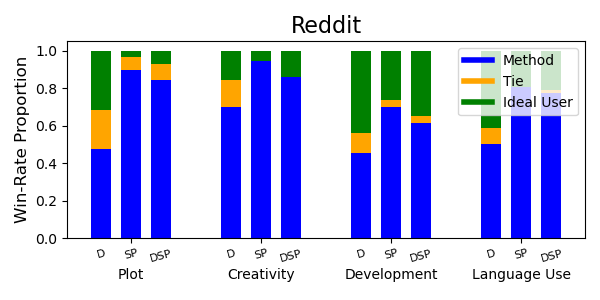 Reddit
Win-Rate Proportion
1.0
0.8
0.6
0.4
0.2
0.0
Method
Tie
Ideal User
D SP DSP D SP DSP D SP DSP D SP DSP
Plot Creativity Development Language Use